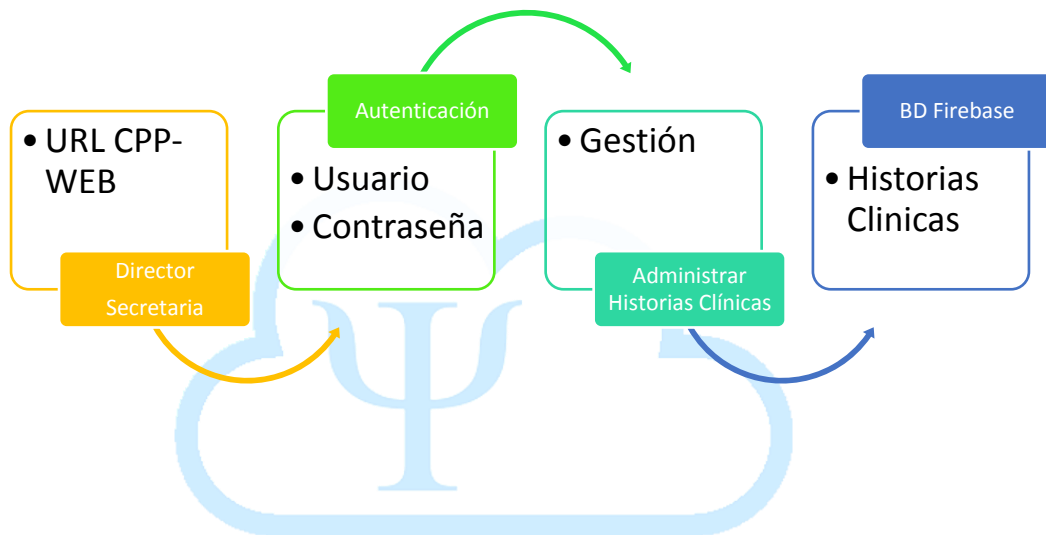 • URL CPP-
WEB
Director
Secretaria
Autenticación
• Usuario
• Contraseña
• Gestión
Administrar
Historias Clínicas
BD Firebase
• Historias
Clinicas
Ψ